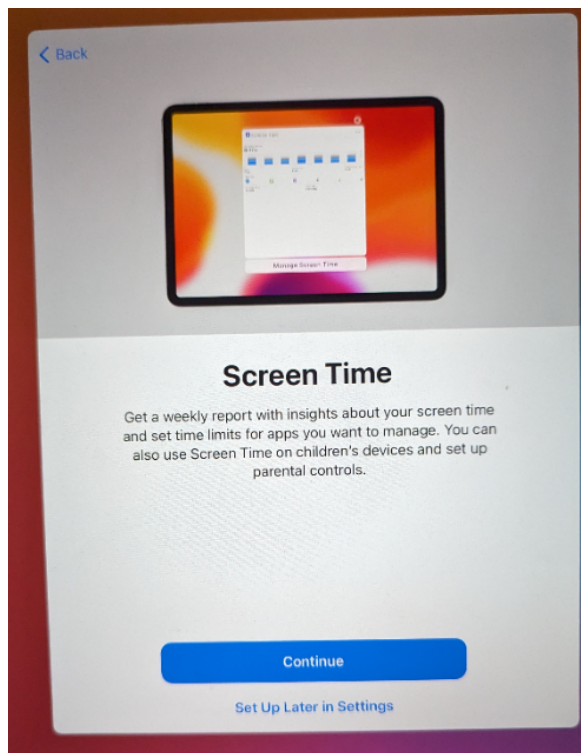 Back
Manage Screen Time
Screen Time
Get a weekly report with insights about your screen time
and set time limits for apps you want to manage. You can
also use Screen Time on children's devices and set up
parental controls.
Continue
Set Up Later in Settings